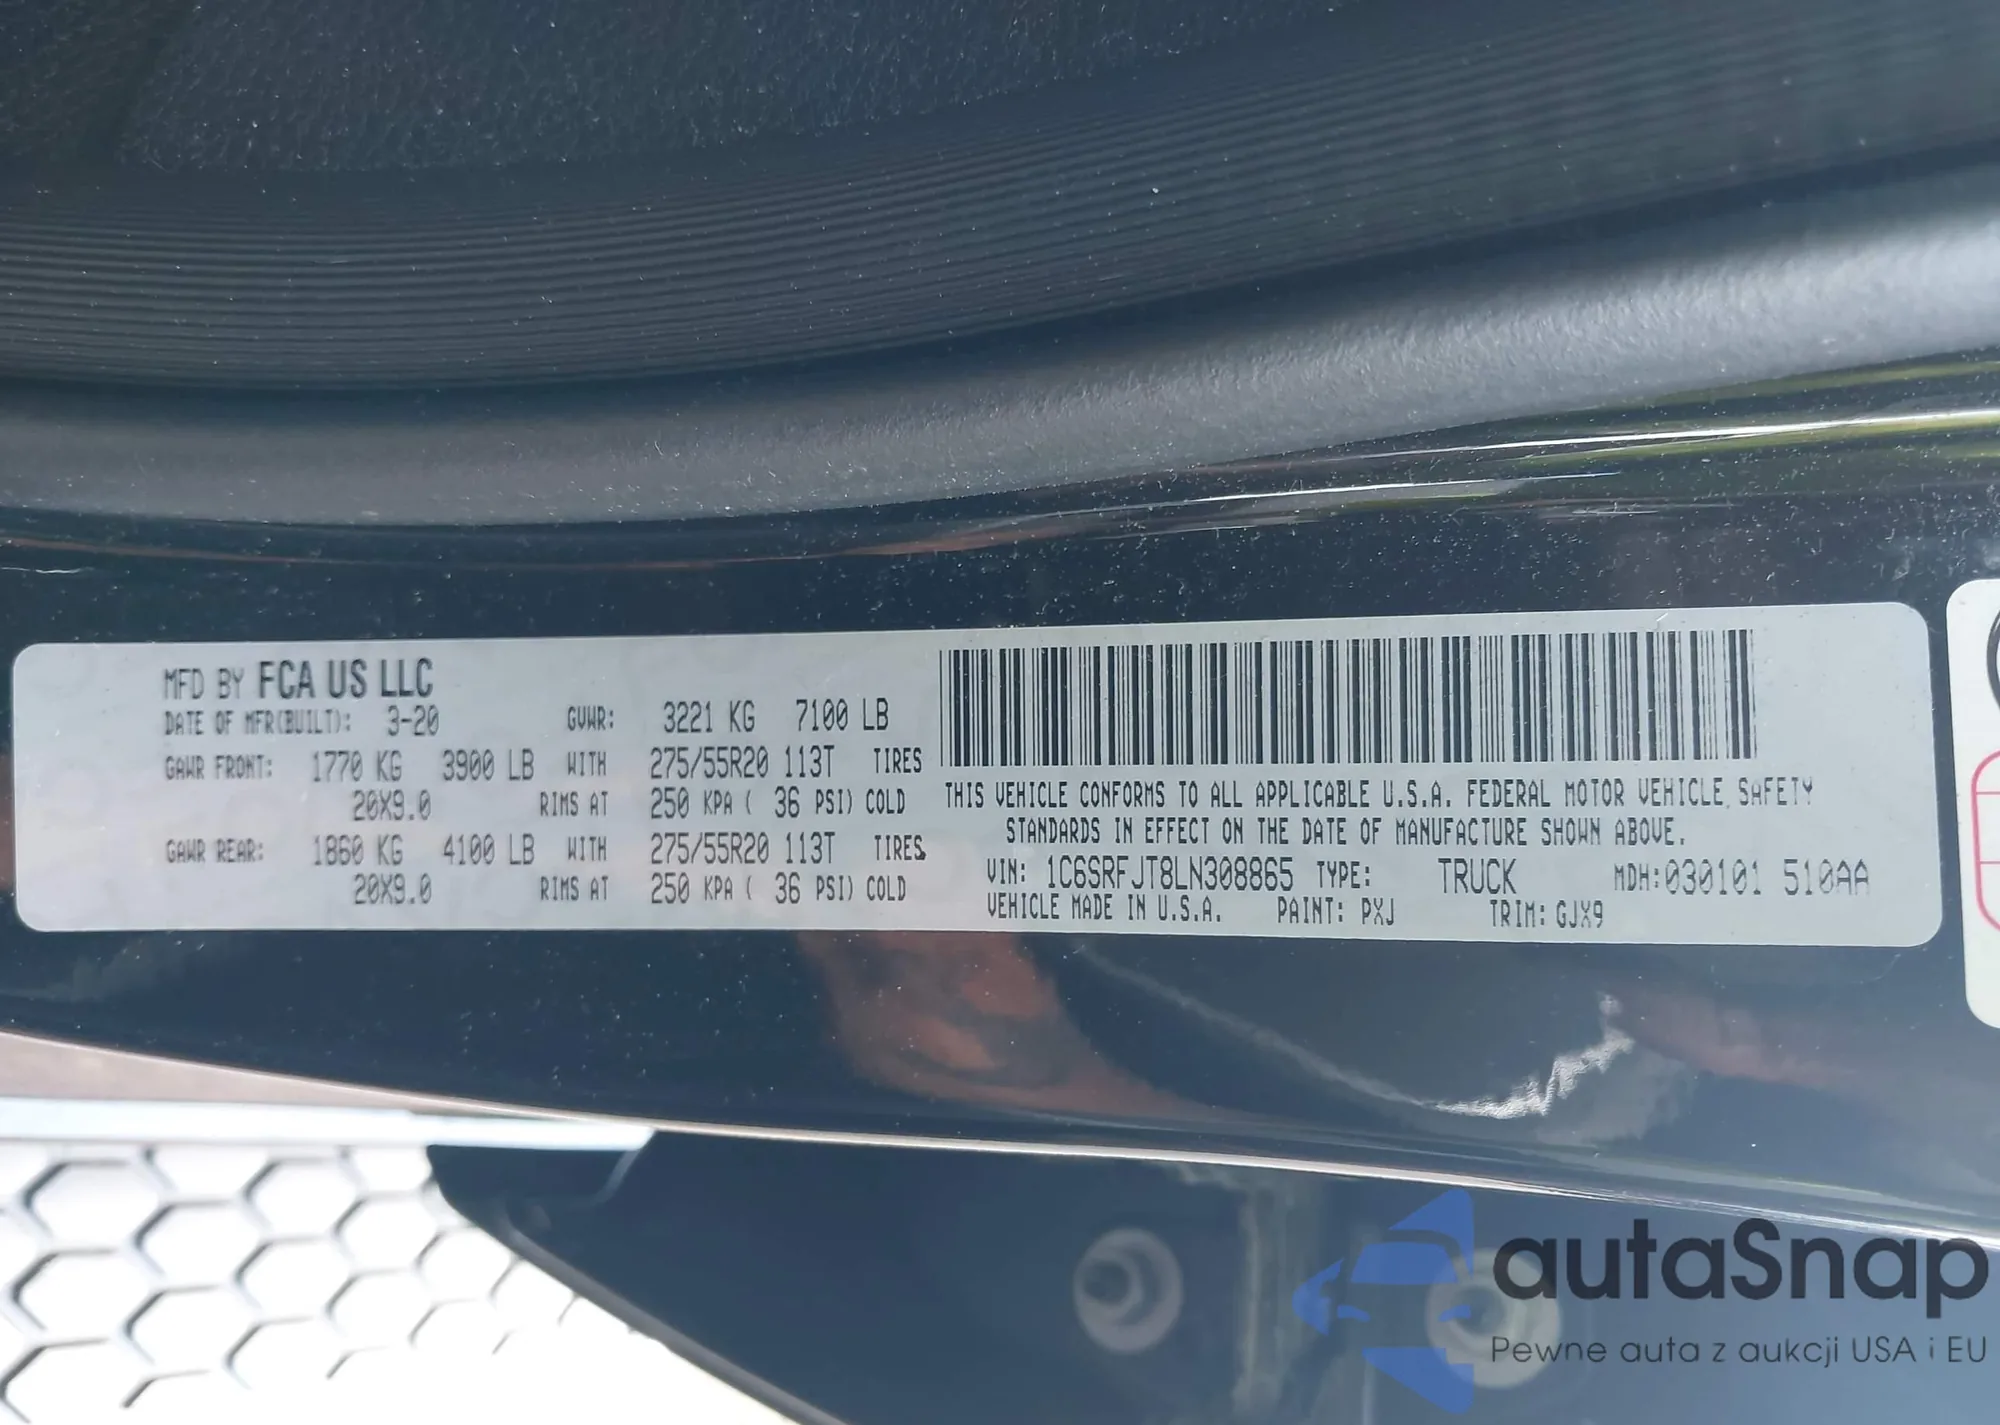 MFD BY FCA US LLC
DATE OF MFR(BUILT): 3-20 GVWR: 3221 KG 7100 LB
GAWR FRONT: 1770 KG 3900 LB WITH 275/55R20 113T TIRES
20X9.0 RIMS AT 250 KPA ( 36 PSI) COLD
GAWR REAR: 1860 KG 4100 LB WITH 275/55R20 113T TIRES
20X9.0 RIMS AT 250 KPA ( 36 PSI) COLD
THIS VEHICLE CONFORMS TO ALL APPLICABLE U.S.A. FEDERAL MOTOR VEHICLE SAFETY
STANDARDS IN EFFECT ON THE DATE OF MANUFACTURE SHOWN ABOVE.
VIN: 1C6SRFJT8LN308865 TYPE: TRUCK MDH:030101 510AA
VEHICLE MADE IN U.S.A. PAINT: PXJ TRIM: GJX9
autaSnap
Pewne auta z aukcji USA i EU